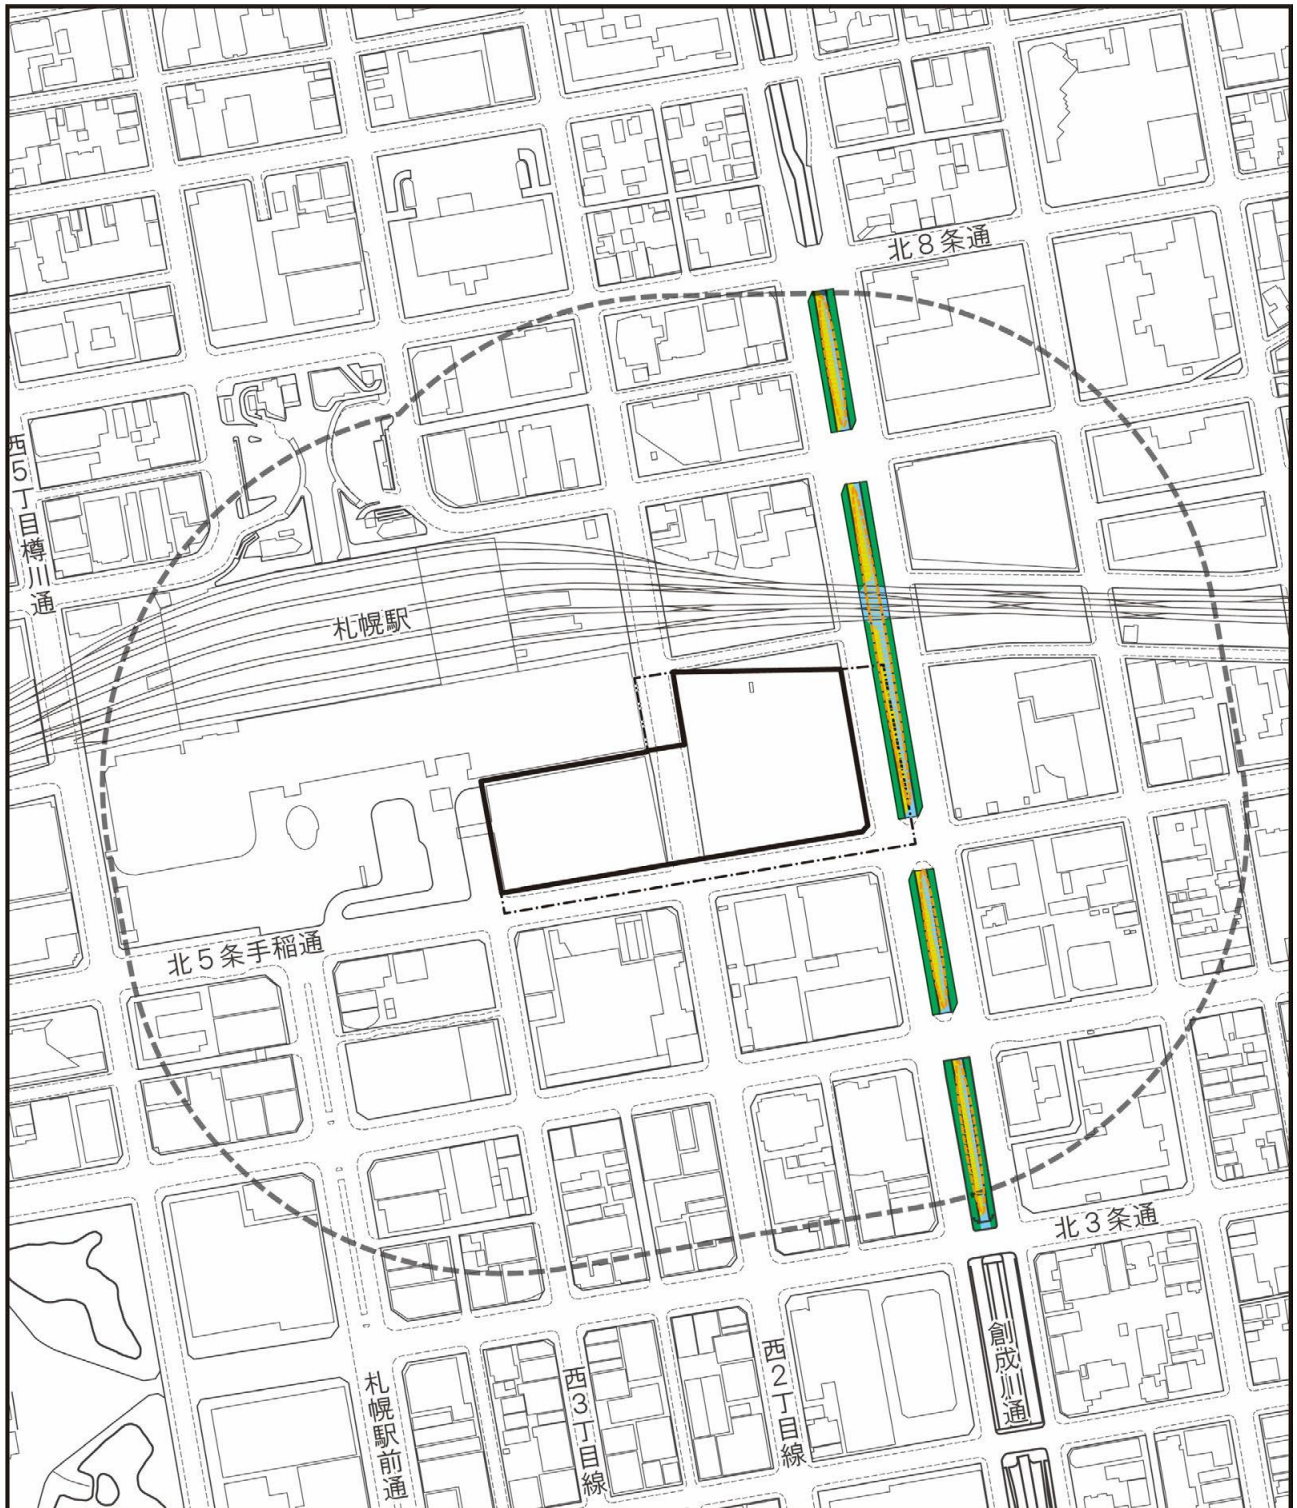 北8条通
西5丁目樽川通
札幌駅
北5条手稲通
北3条通
創成川通
西2丁目線
西3丁目線
札幌駅前通